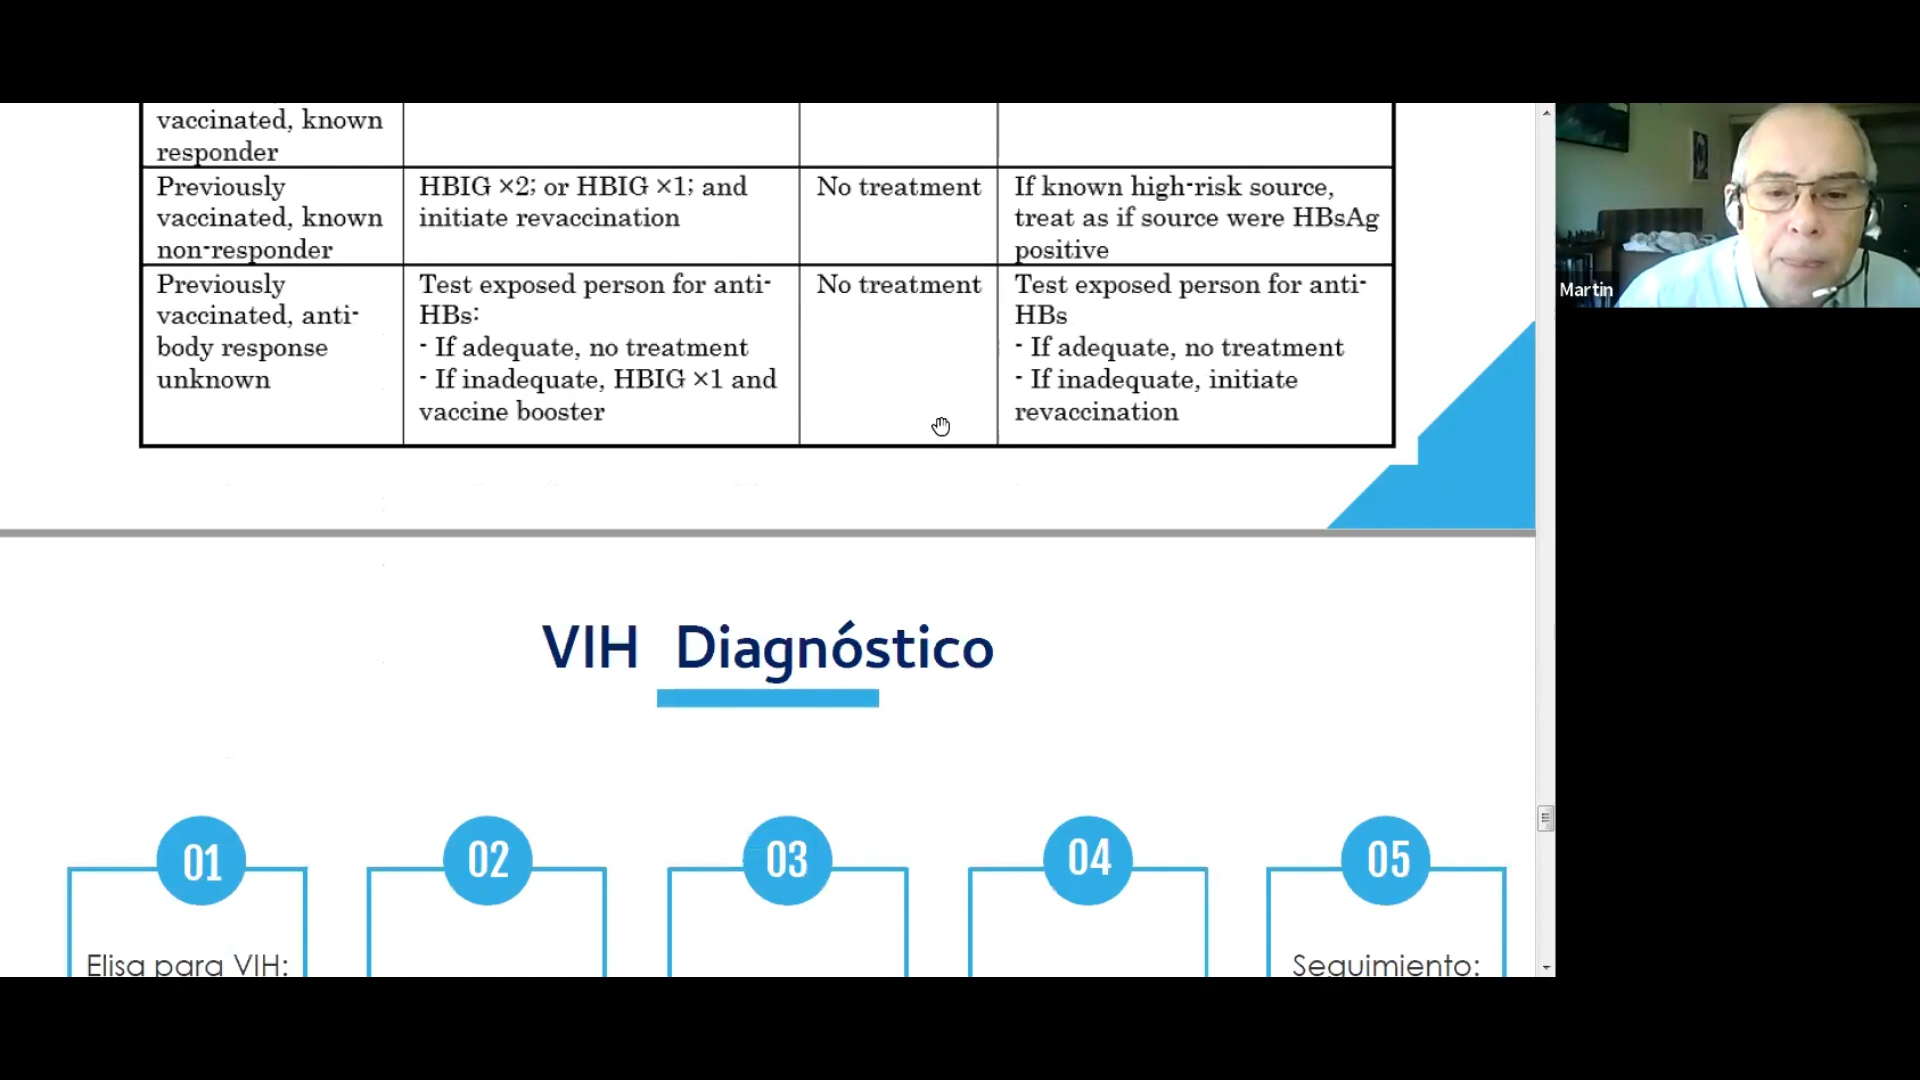 vaccinated, known
responder
Previously
vaccinated, known
non-responder
HBIG ×2; or HBIG ×1; and
initiate revaccination
No treatment
If known high-risk source,
treat as if source were HBsAg
positive
Previously
vaccinated, anti-
body response
unknown
Test exposed person for anti-
HBs:
- If adequate, no treatment
- If inadequate, HBIG ×1 and
vaccine booster
No treatment
Test exposed person for anti-
HBs
- If adequate, no treatment
- If inadequate, initiate
revaccination
Martin
VIH Diagnóstico
01
02
03
04
05
Elisa para VIH:
Seguimiento: